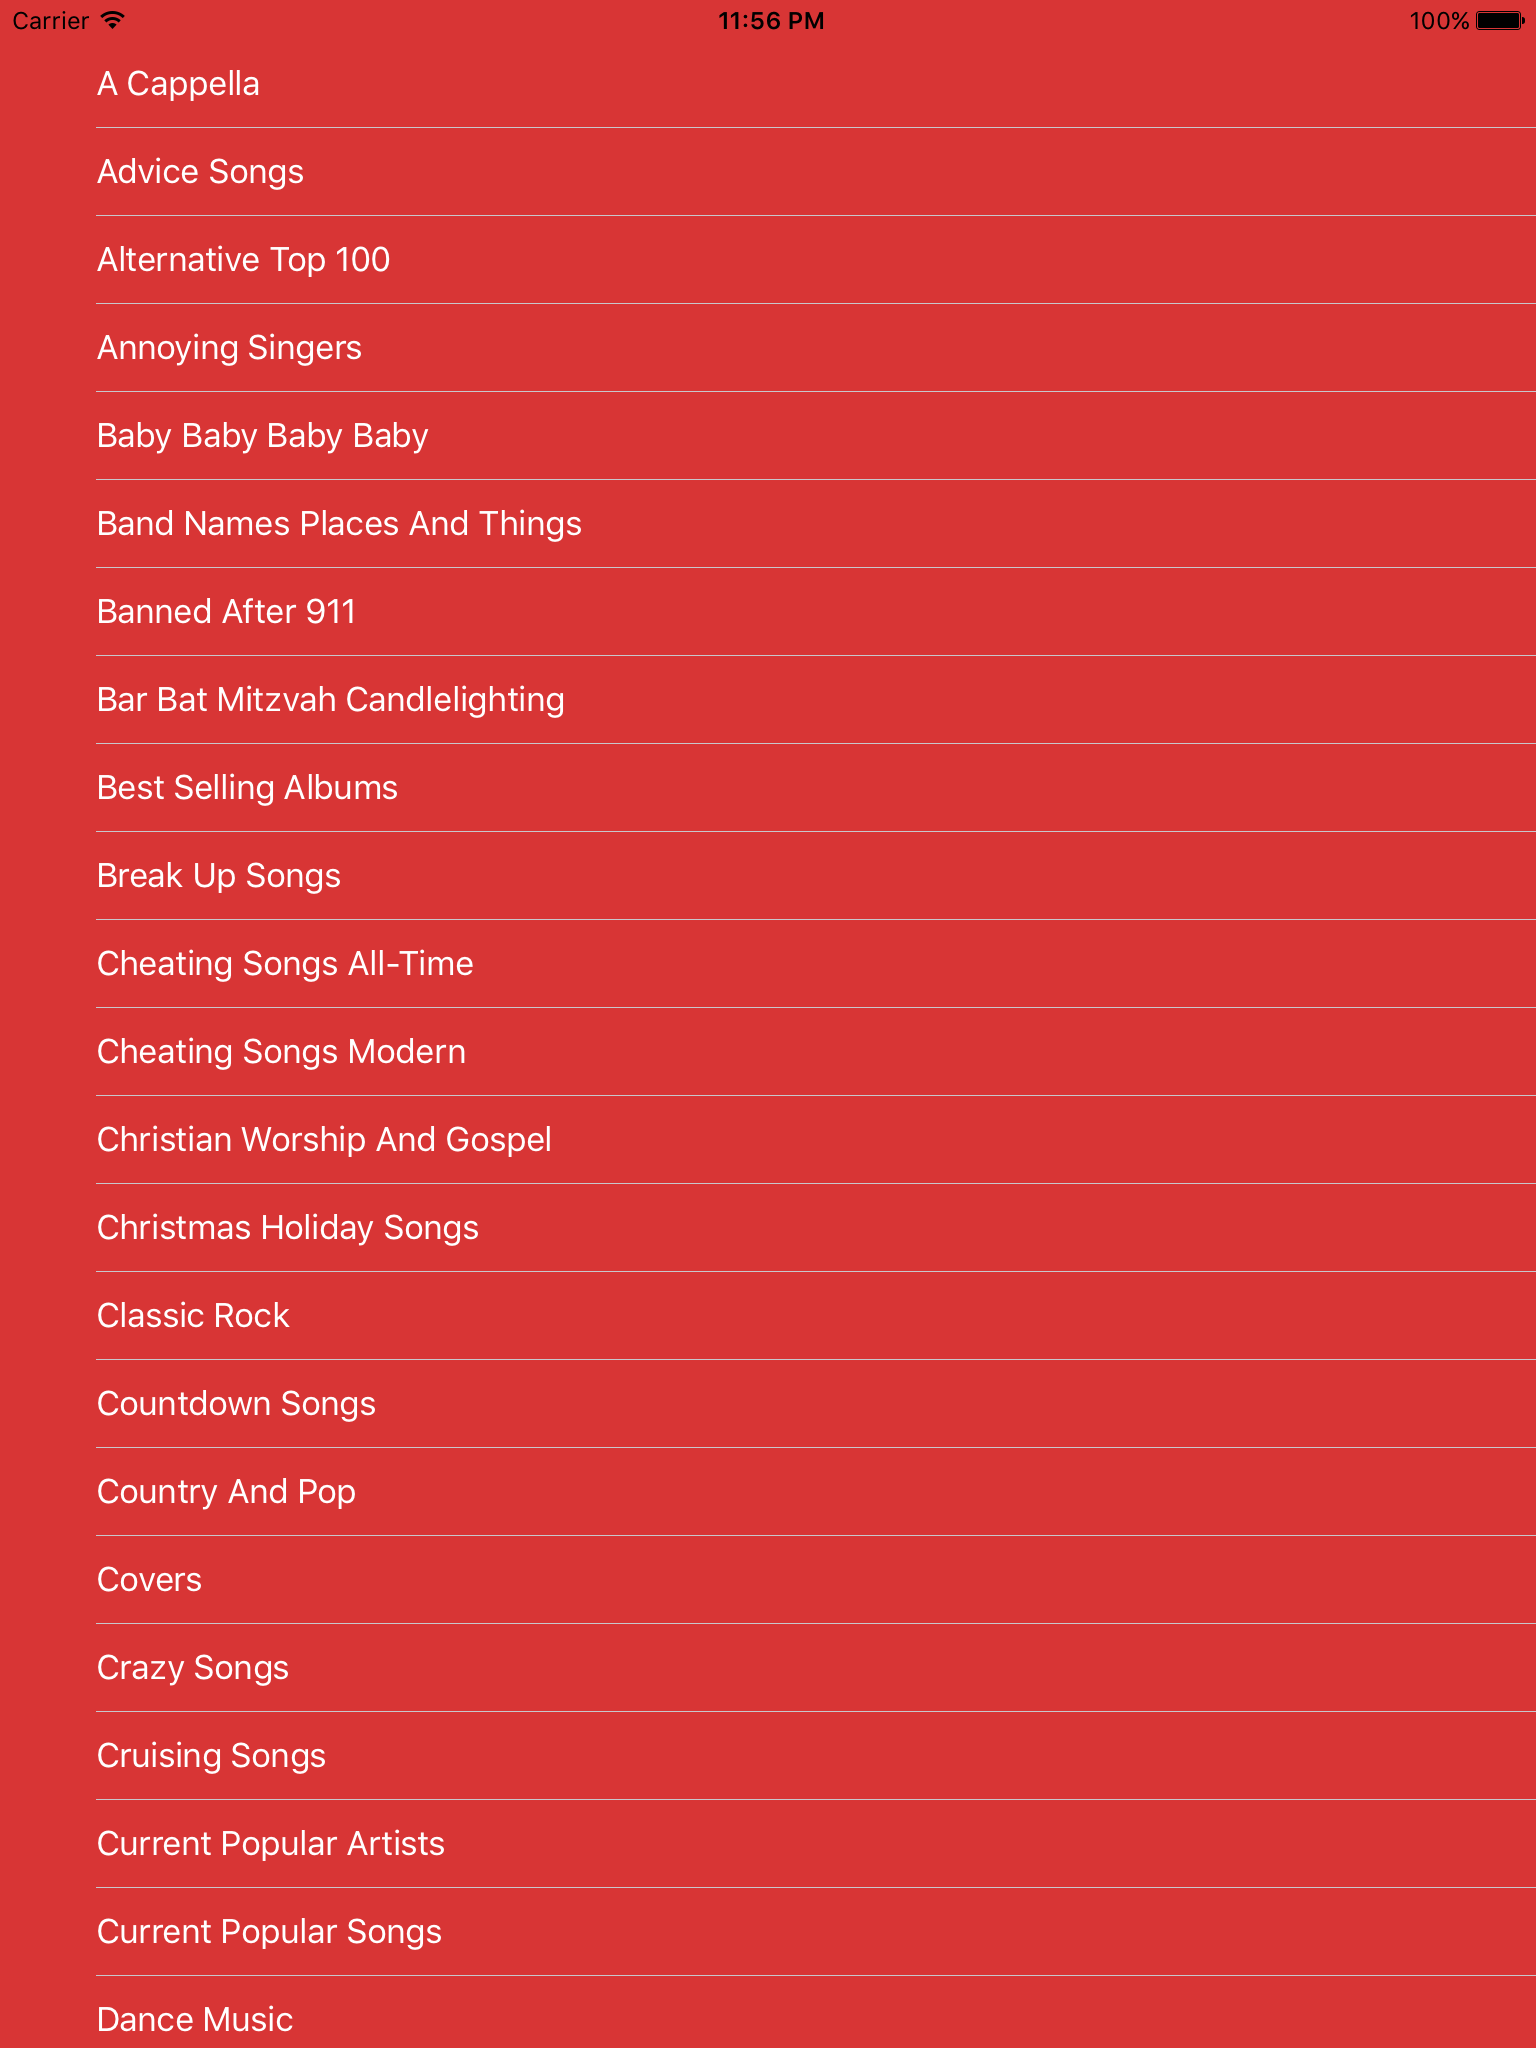 Carrier 11:56 PM 100%
A Cappella
Advice Songs
Alternative Top 100
Annoying Singers
Baby Baby Baby Baby
Band Names Places And Things
Banned After 911
Bar Bat Mitzvah Candlelighting
Best Selling Albums
Break Up Songs
Cheating Songs All-Time
Cheating Songs Modern
Christian Worship And Gospel
Christmas Holiday Songs
Classic Rock
Countdown Songs
Country And Pop
Covers
Crazy Songs
Cruising Songs
Current Popular Artists
Current Popular Songs
Dance Music